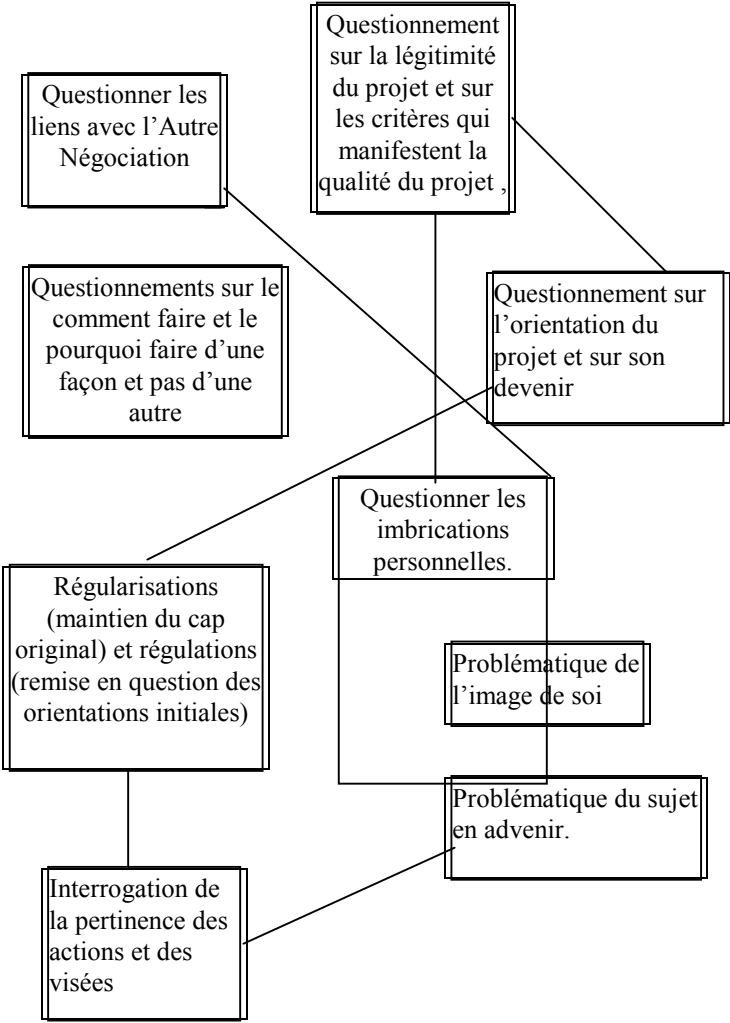 Questionnement
sur la légitimité
du projet et sur
les critères qui
manifestent la
qualité du projet ,
Questionner les
liens avec l’Autre
Négociation
Questionnements sur le
comment faire et le
pourquoi faire d’une
façon et pas d’une
autre
Questionnement sur
l’orientation du
projet et sur son
devenir
Questionner les
imbrications
personnelles.
Régularisations
(maintien du cap
original) et régulations
(remise en question des
orientations initiales)
Problématique de
l’image de soi
Problématique du sujet
en advenir.
Interrogation de
la pertinence des
actions et des
visées